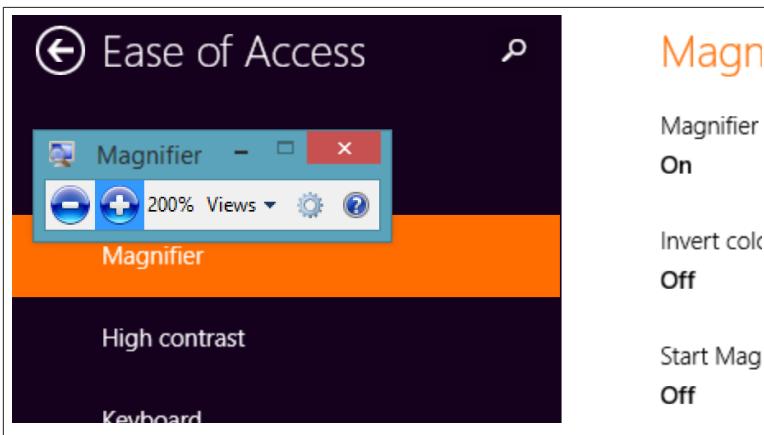 Ease of Access
Magnifier
200% Views
Magnifier
High contrast
Keyboard
Magn
Magnifier
On
Invert colo
Off
Start Mag
Off